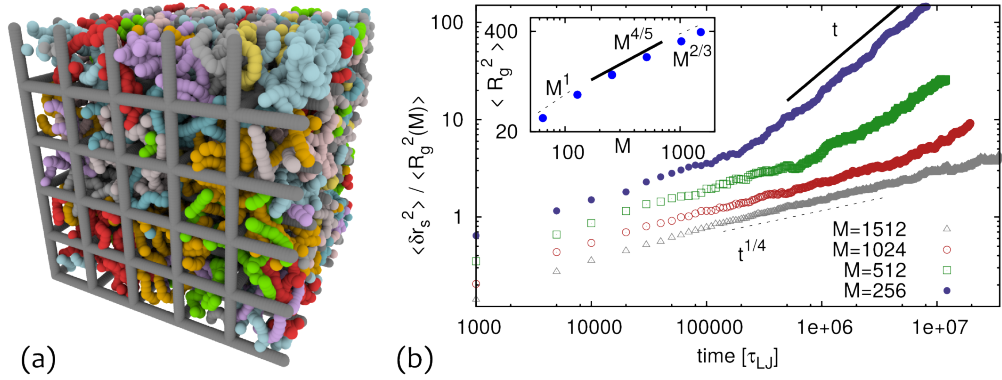 (a)
(b)
<δr_s^2> / <R_g^2(M)>
100
10
1
1000
10000
100000
1e+06
1e+07
time [τ_LJ]
t
t^{1/4}
M=1512
M=1024
M=512
M=256
< R_g^2 >
400
20
100
1000
M
M^1
M^{4/5}
M^{2/3}